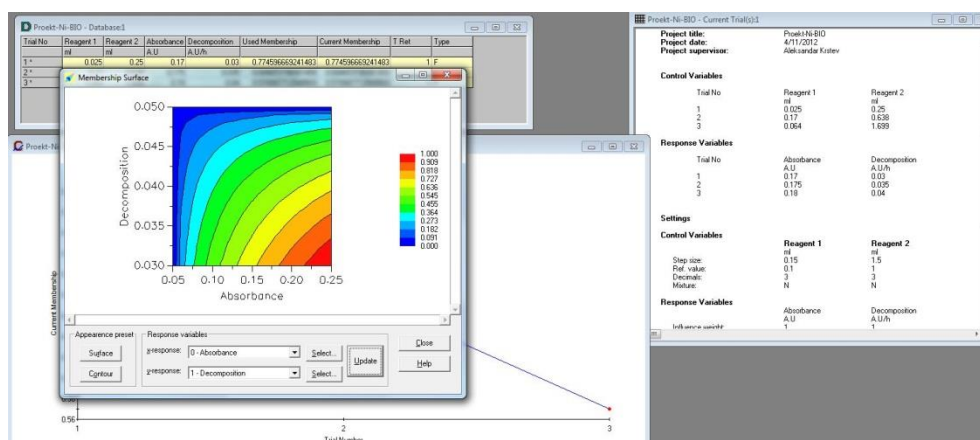 Proekt-Ni-BIO - Database:1
Trial No Reagent 1 Reagent 2 Absorbance Decomposition Used Membership Current Membership T Ret Type
ml ml A.U A.U/h
1 * 0.025 0.25 0.17 0.03 0.774596669241483 0.774596669241483 1 F
2 *
3 *
Membership Surface
Decomposition
0.050
0.045
0.040
0.035
0.030
0.05 0.10 0.15 0.20 0.25
Absorbance
1.000
0.909
0.818
0.727
0.636
0.545
0.455
0.364
0.273
0.182
0.091
0.000
Appearence preset
Surface
Contour
Response variables
x-response: 0 - Absorbance Select...
y-response: 1 - Decomposition Select...
Update
Close
Help
Proekt-Ni
Current Membership
0.56
1 2 3
Trial Number
Proekt-Ni-BIO - Current Trial(s):1
Project title: Proekt-Ni-BIO
Project date: 4/11/2012
Project supervisor: Aleksandar Krstev
Control Variables
Trial No Reagent 1 Reagent 2
ml ml
1 0.025 0.25
2 0.17 0.638
3 0.064 1.699
Response Variables
Trial No Absorbance Decomposition
A.U A.U/h
1 0.17 0.03
2 0.175 0.035
3 0.18 0.04
Settings
Control Variables
Reagent 1 Reagent 2
ml ml
Step size: 0.15 1.5
Ref. value: 0.1 1
Decimals: 3 3
Mixture: N N
Response Variables
Absorbance Decomposition
A.U A.U/h
Influence weight: 1 1